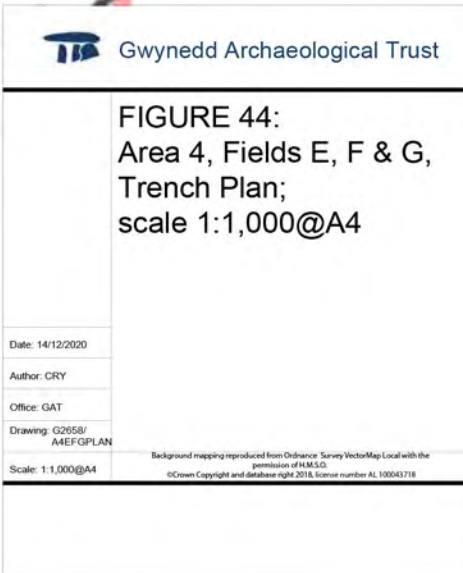 Gwynedd Archaeological Trust
FIGURE 44:
Area 4, Fields E, F & G,
Trench Plan;
scale 1:1,000@A4
Date: 14/12/2020
Author: CRY
Office: GAT
Drawing: G2658/
A4EFGPLAN
Scale: 1:1,000@A4
Background mapping reproduced from Ordnance Survey VectorMap Local with the
permission of H.M.S.O.
©Crown Copyright and database right 2018, license number AL 100043718